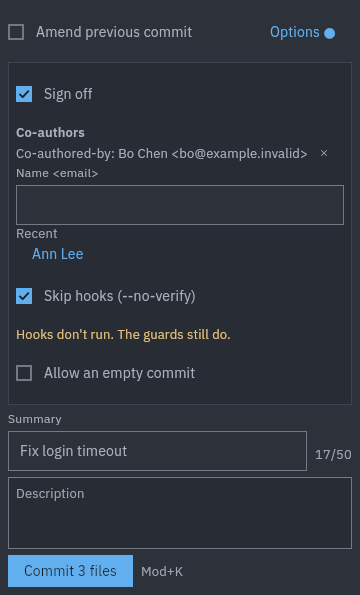 Amend previous commit
Options
Sign off
Co-authors
Co-authored-by: Bo Chen <bo@example.invalid> ×
Name <email>
Recent
Ann Lee
Skip hooks (--no-verify)
Hooks don't run. The guards still do.
Allow an empty commit
Summary
Fix login timeout
17/50
Description
Commit 3 files
Mod+K